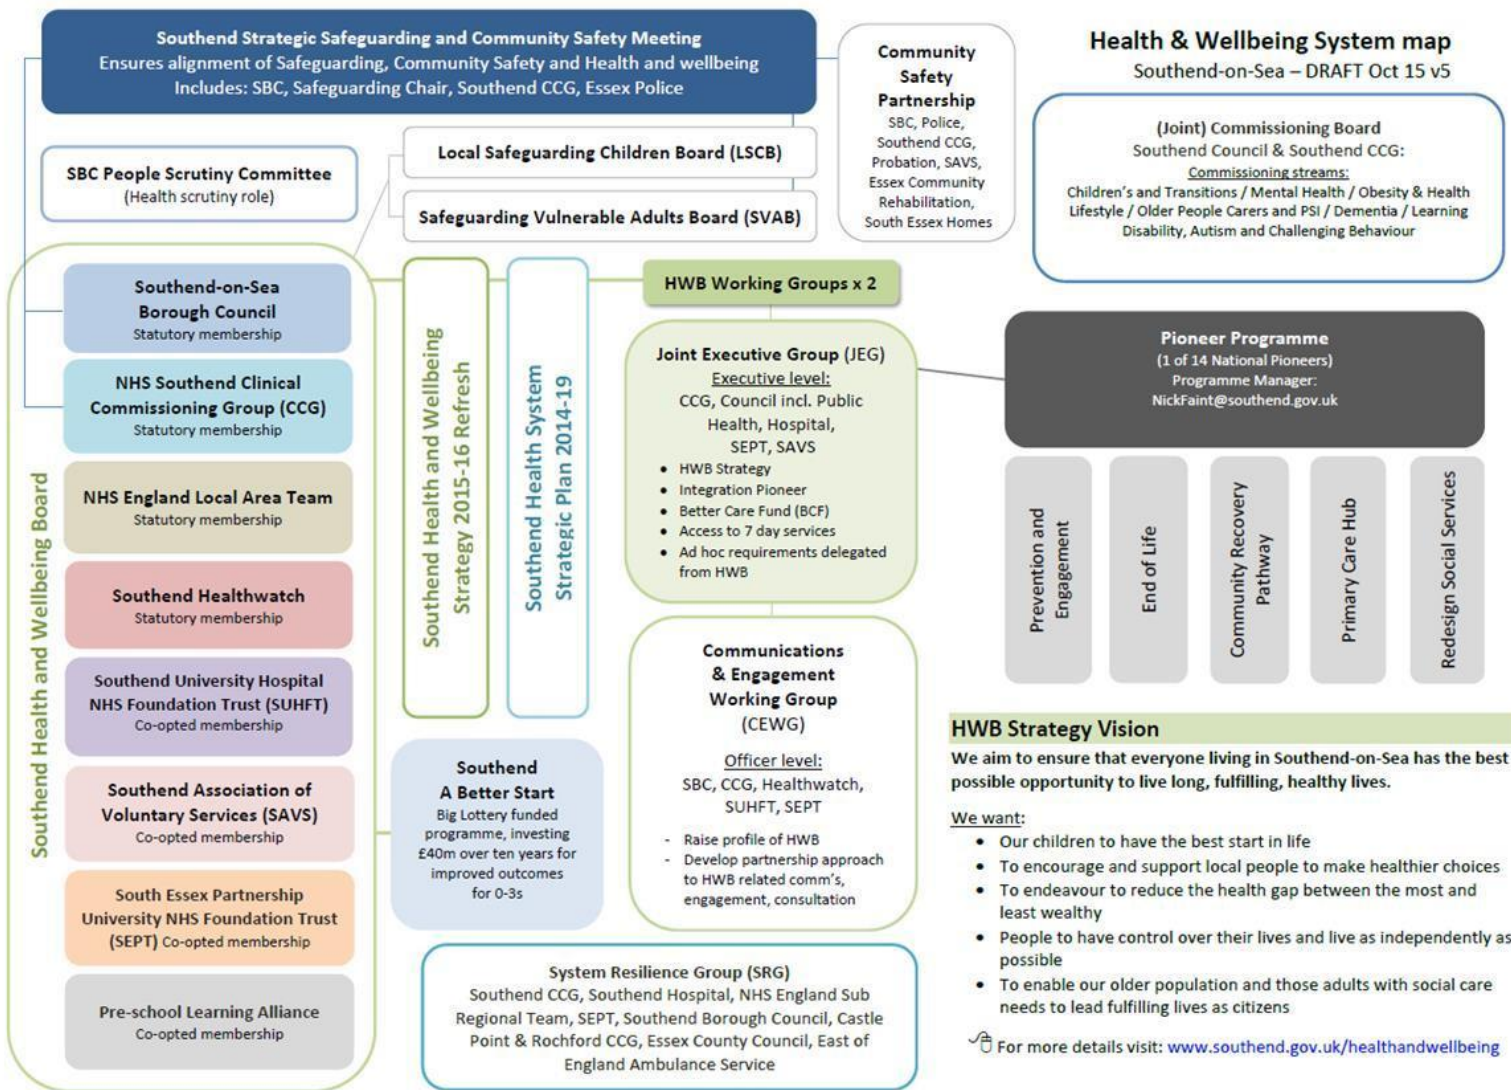 Southend Strategic Safeguarding and Community Safety Meeting
Ensures alignment of Safeguarding, Community Safety and Health and wellbeing
Includes: SBC, Safeguarding Chair, Southend CCG, Essex Police
Community
Safety
Partnership
SBC, Police,
Southend CCG,
Probation, SAVS,
Essex Community
Rehabilitation,
South Essex Homes
Health & Wellbeing System map
Southend-on-Sea – DRAFT Oct 15 v5
(Joint) Commissioning Board
Southend Council & Southend CCG:
Commissioning streams:
Children's and Transitions / Mental Health / Obesity & Health
Lifestyle / Older People Carers and PSI / Dementia / Learning
Disability, Autism and Challenging Behaviour
SBC People Scrutiny Committee
(Health scrutiny role)
Local Safeguarding Children Board (LSCB)
Safeguarding Vulnerable Adults Board (SVAB)
Southend Health and Wellbeing Board
Southend-on-Sea
Borough Council
Statutory membership
NHS Southend Clinical
Commissioning Group (CCG)
Statutory membership
NHS England Local Area Team
Statutory membership
Southend Healthwatch
Statutory membership
Southend University Hospital
NHS Foundation Trust (SUHFT)
Co-opted membership
Southend Association of
Voluntary Services (SAVS)
Co-opted membership
South Essex Partnership
University NHS Foundation Trust
(SEPT) Co-opted membership
Pre-school Learning Alliance
Co-opted membership
Southend Health and Wellbeing
Strategy 2015-16 Refresh
Southend Health System
Strategic Plan 2014-19
HWB Working Groups x 2
Joint Executive Group (JEG)
Executive level:
CCG, Council incl. Public
Health, Hospital,
SEPT, SAVS
• HWB Strategy
• Integration Pioneer
• Better Care Fund (BCF)
• Access to 7 day services
• Ad hoc requirements delegated
from HWB
Communications
& Engagement
Working Group
(CEWG)
Officer level:
SBC, CCG, Healthwatch,
SUHFT, SEPT
- Raise profile of HWB
- Develop partnership approach
to HWB related comm's,
engagement, consultation
Southend
A Better Start
Big Lottery funded
programme, investing
£40m over ten years for
improved outcomes
for 0-3s
System Resilience Group (SRG)
Southend CCG, Southend Hospital, NHS England Sub
Regional Team, SEPT, Southend Borough Council, Castle
Point & Rochford CCG, Essex County Council, East of
England Ambulance Service
Pioneer Programme
(1 of 14 National Pioneers)
Programme Manager:
NickFaint@southend.gov.uk
Prevention and
Engagement
End of Life
Community Recovery
Pathway
Primary Care Hub
Redesign Social Services
HWB Strategy Vision
We aim to ensure that everyone living in Southend-on-Sea has the best
possible opportunity to live long, fulfilling, healthy lives.
We want:
• Our children to have the best start in life
• To encourage and support local people to make healthier choices
• To endeavour to reduce the health gap between the most and
least wealthy
• People to have control over their lives and live as independently as
possible
• To enable our older population and those adults with social care
needs to lead fulfilling lives as citizens
For more details visit: www.southend.gov.uk/healthandwellbeing